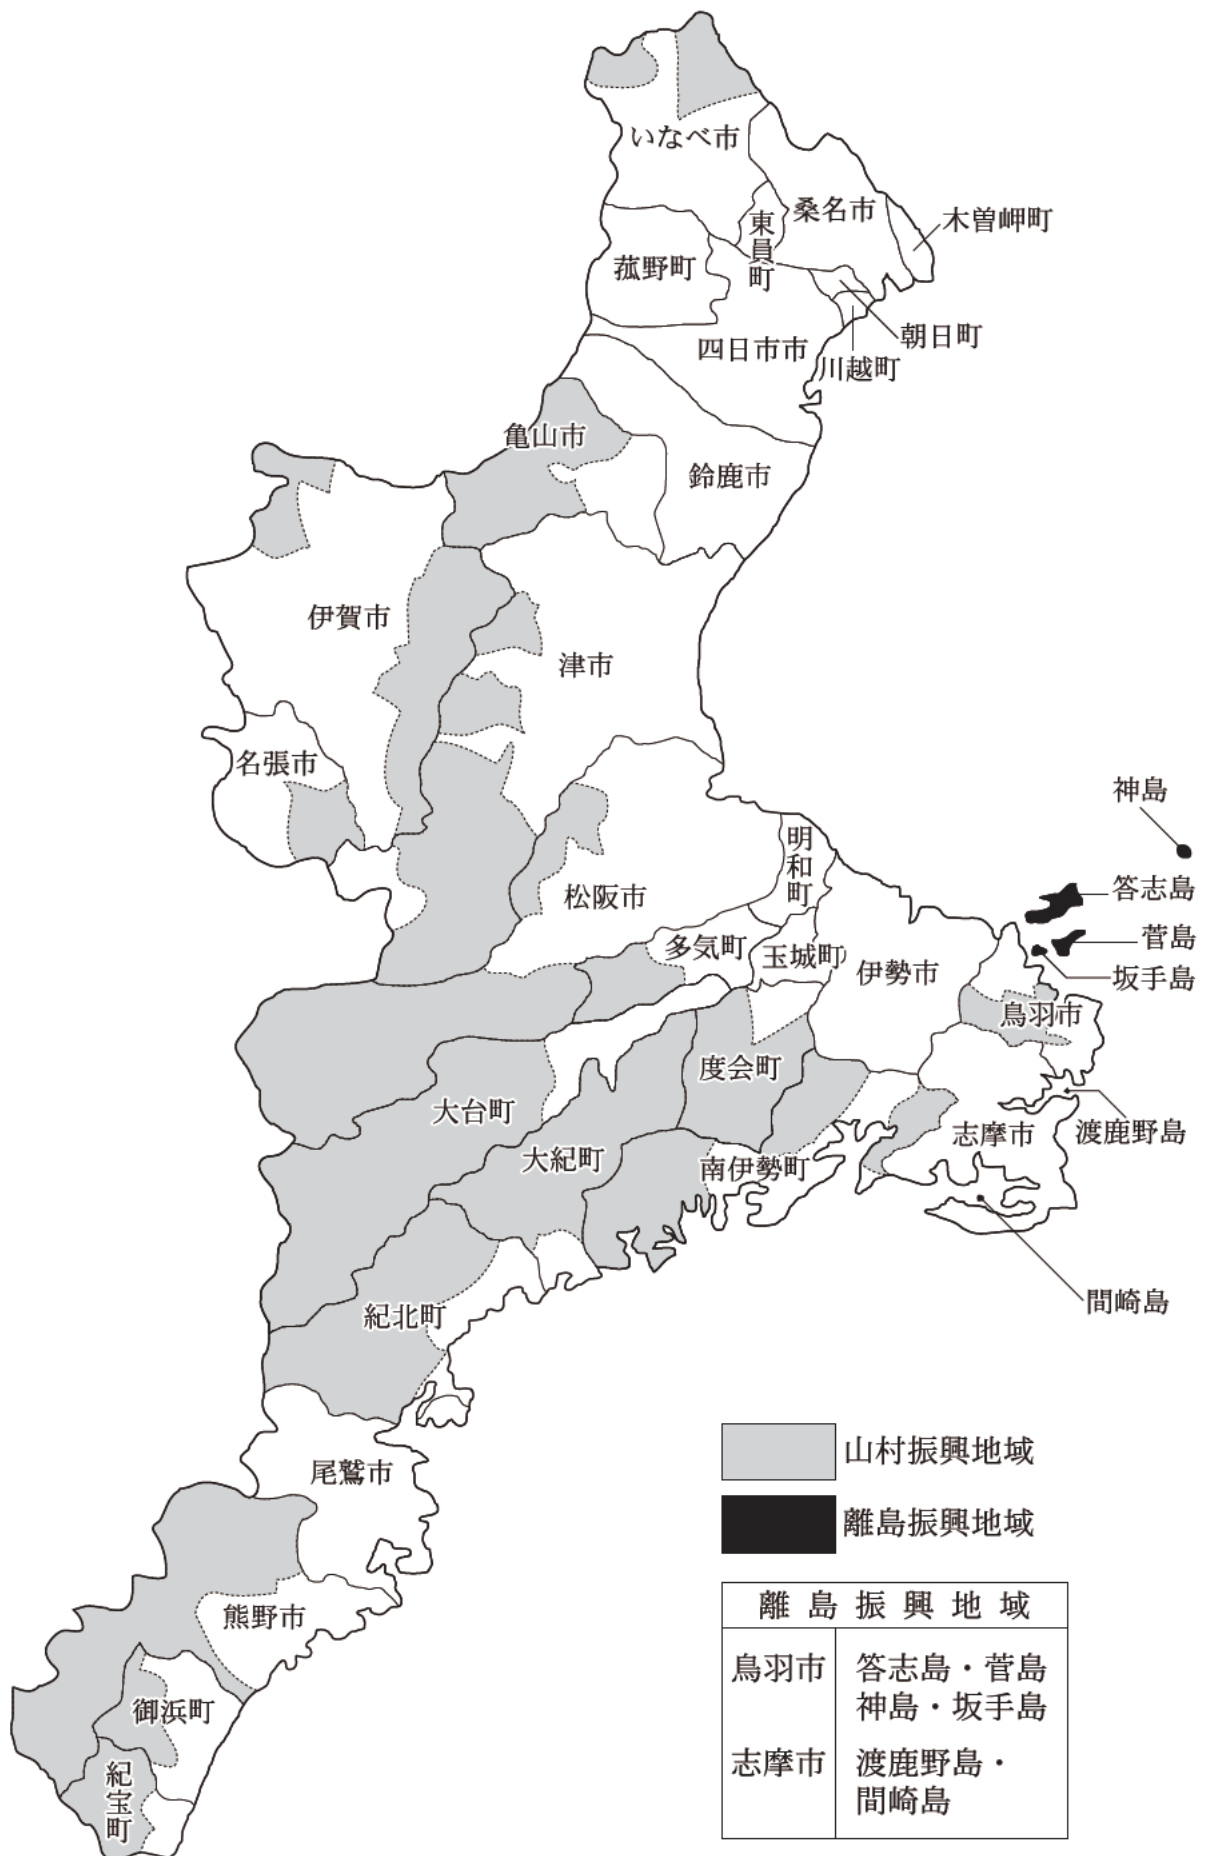 いなべ市
桑名市
木曽岬町
東員町
菰野町
朝日町
四日市市
川越町
亀山市
鈴鹿市
伊賀市
津市
名張市
神島
明和町
答志島
松阪市
菅島
多気町
玉城町
伊勢市
坂手島
鳥羽市
度会町
大台町
志摩市
渡鹿野島
大紀町
南伊勢町
間崎島
紀北町
山村振興地域
尾鷲市
離島振興地域
離島振興地域
熊野市
鳥羽市
答志島・菅島
神島・坂手島
御浜町
志摩市
渡鹿野島・
間崎島
紀宝町